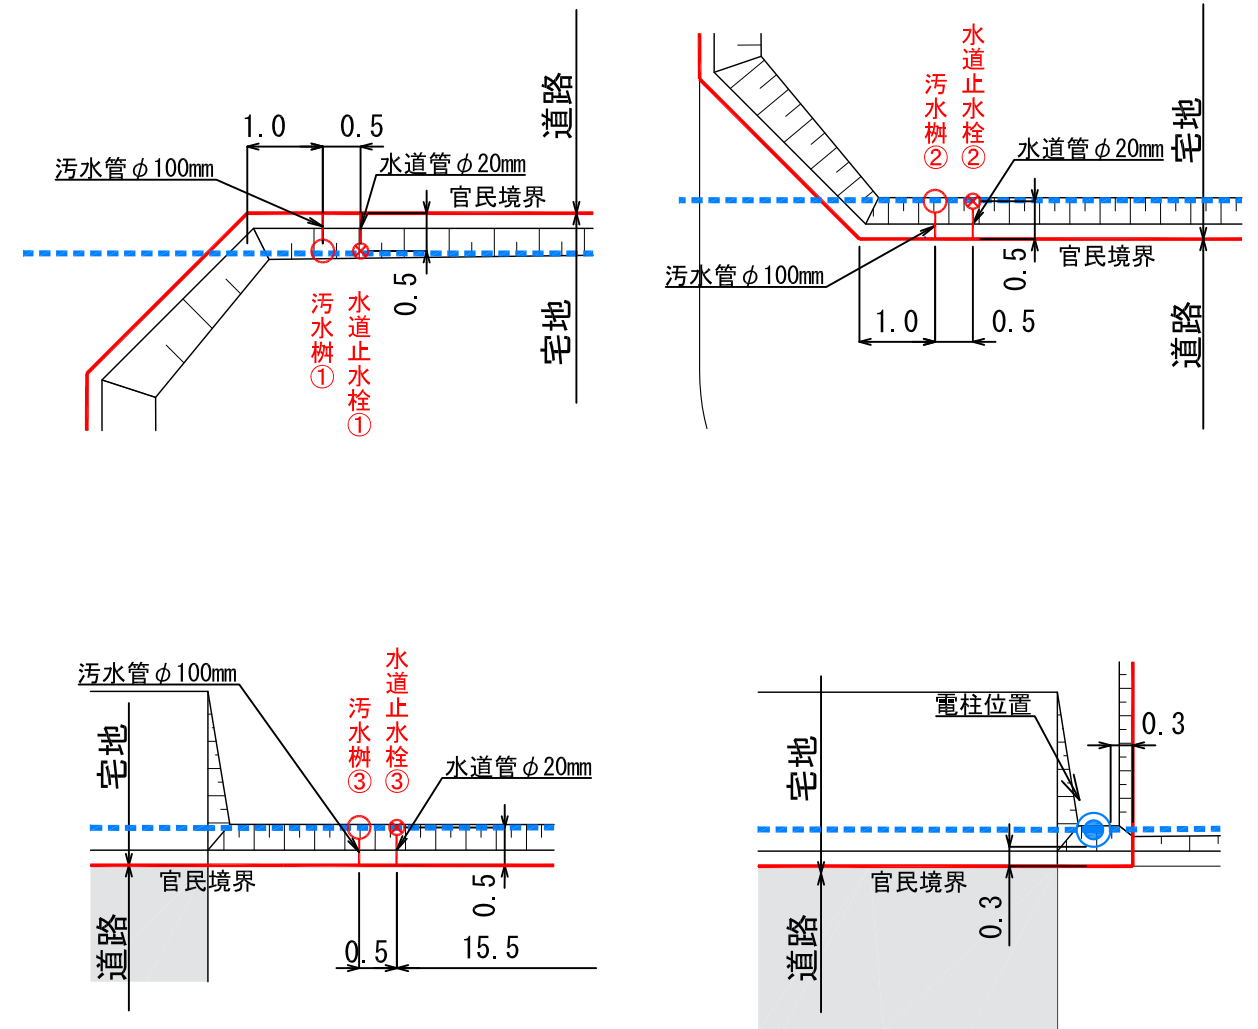 道路
1.0
0.5
汚水管φ100mm
水道管φ20mm
官民境界
0.5
汚水桝①
水道止水栓①
宅地
水道止水栓②
汚水桝②
宅地
水道管φ20mm
官民境界
汚水管φ100mm
0.5
1.0
0.5
道路
汚水管φ100mm
水道止水栓③
汚水桝③
宅地
水道管φ20mm
官民境界
0.5
道路
0.5
15.5
電柱位置
0.3
宅地
官民境界
0.3
道路